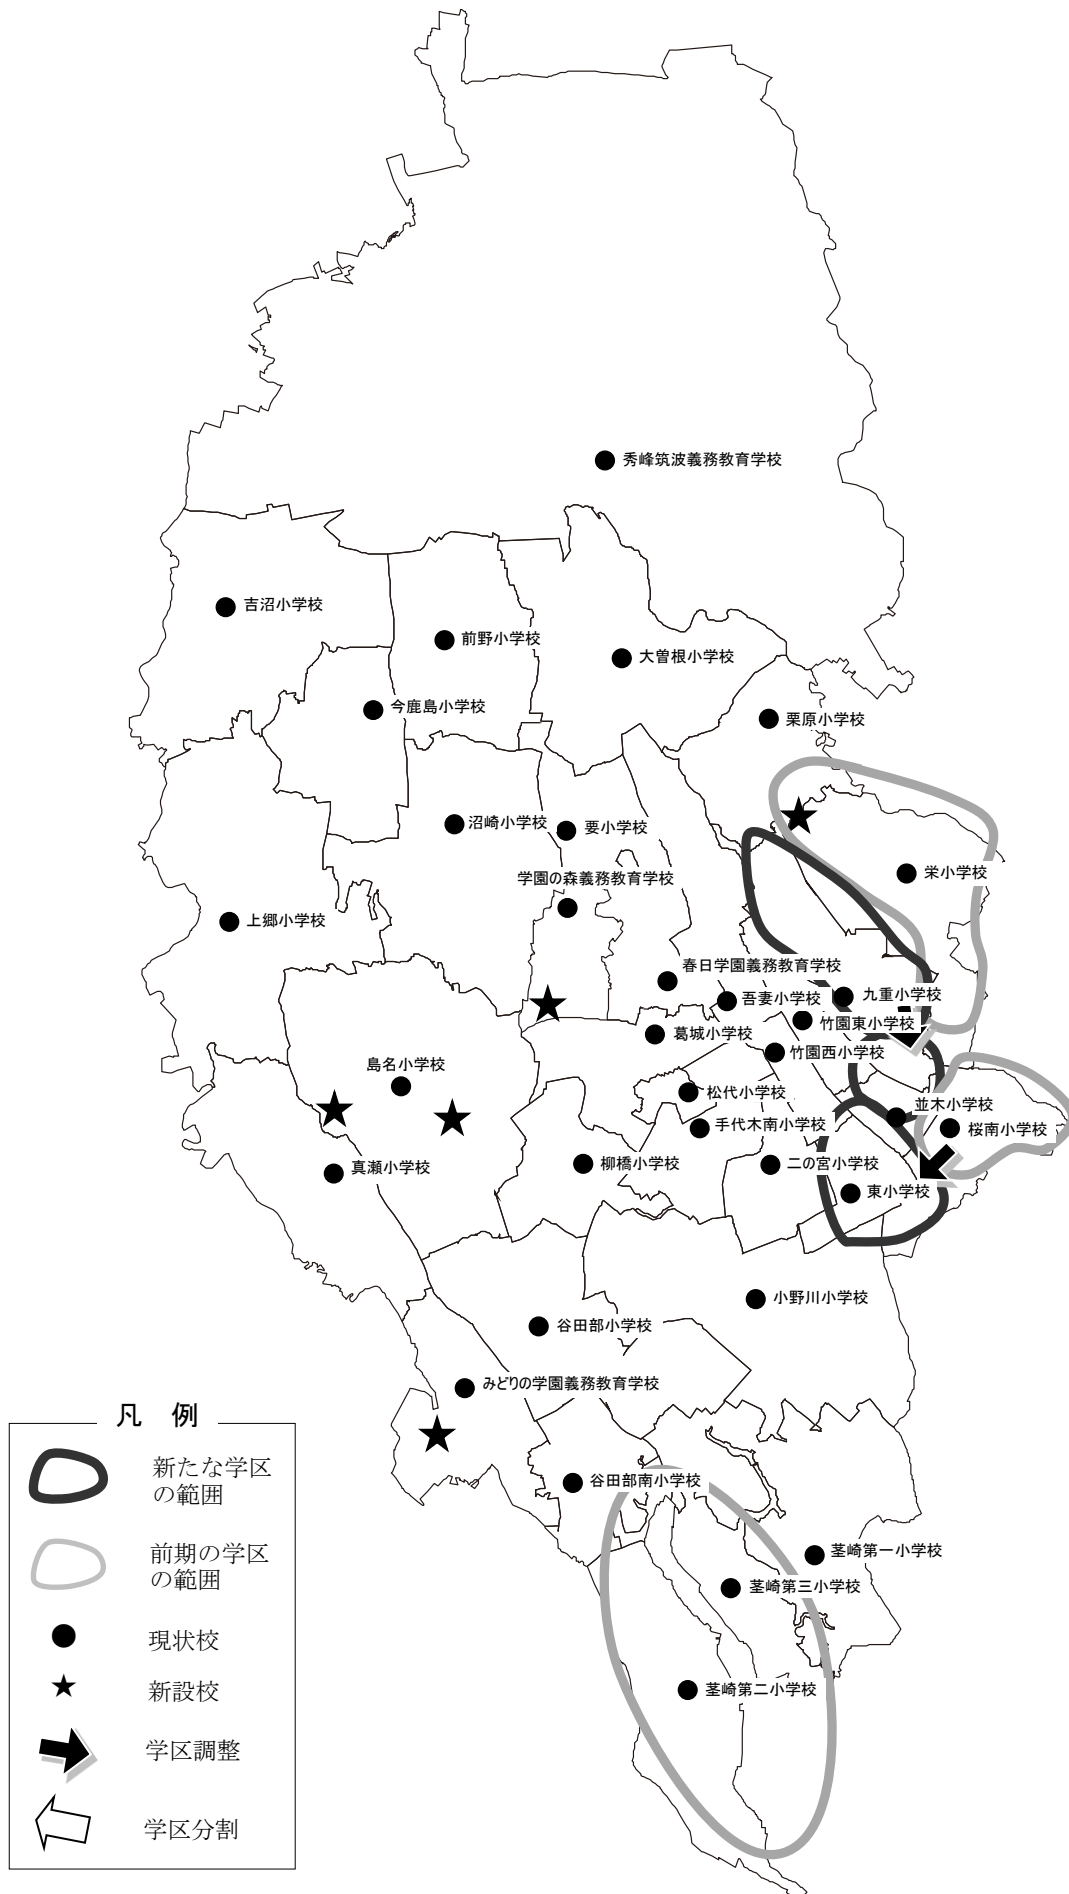 秀峰筑波義務教育学校
吉沼小学校
前野小学校
大曽根小学校
今鹿島小学校
栗原小学校
沼崎小学校
要小学校
学園の森義務教育学校
栄小学校
上郷小学校
春日学園義務教育学校
吾妻小学校
九重小学校
竹園東小学校
葛城小学校
竹園西小学校
島名小学校
松代小学校
並木小学校
手代木南小学校
桜南小学校
真瀬小学校
柳橋小学校
二の宮小学校
東小学校
小野川小学校
谷田部小学校
みどりの学園義務教育学校
谷田部南小学校
茎崎第一小学校
茎崎第三小学校
茎崎第二小学校
凡 例
新たな学区
の範囲
前期の学区
の範囲
現状校
新設校
学区調整
学区分割